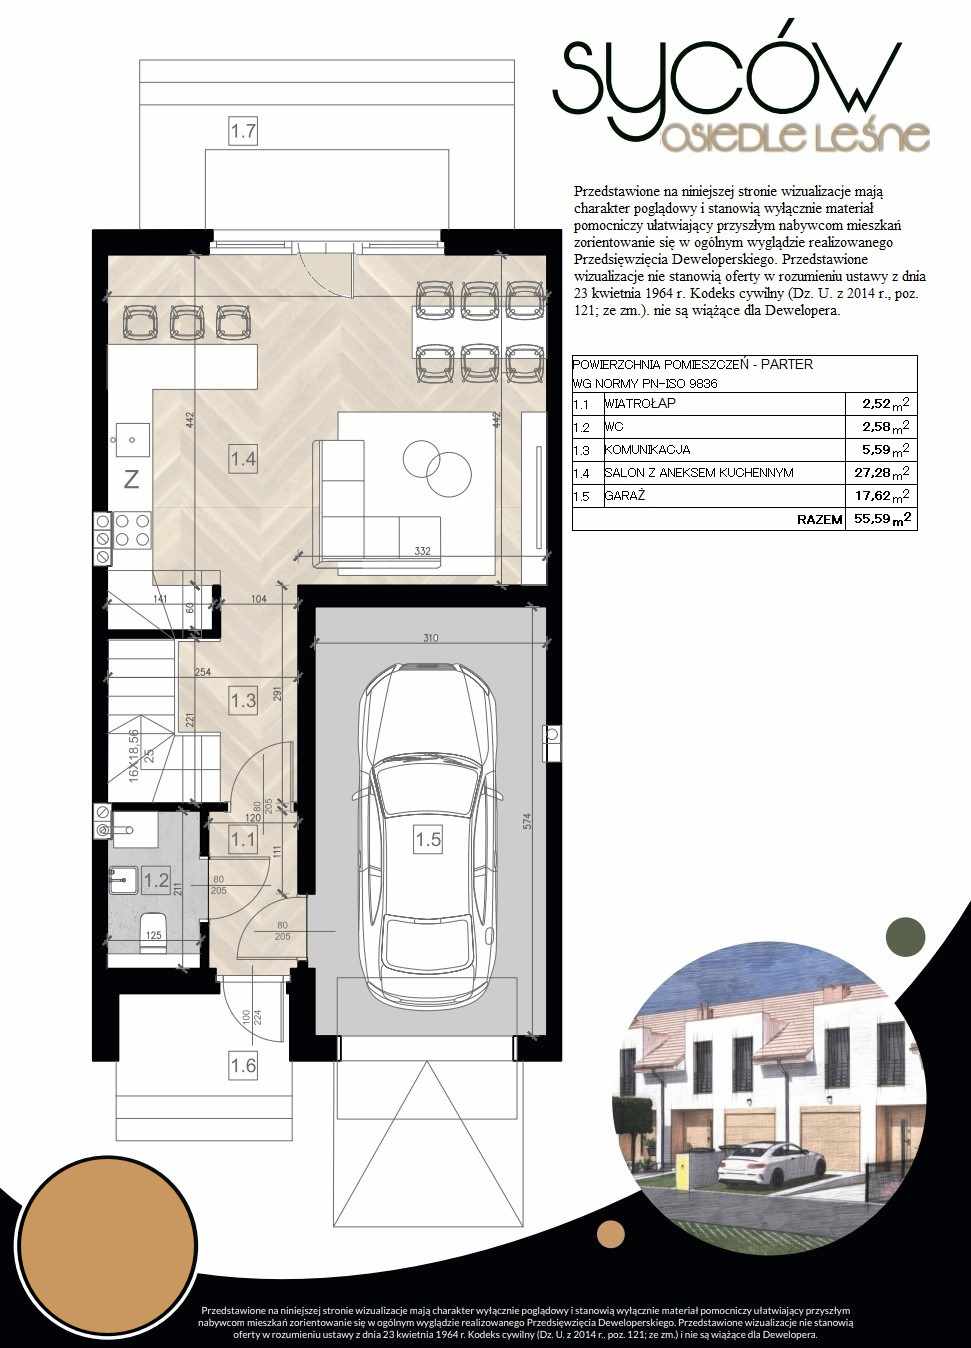 SYCÓW
OSIEDLE LEŚNE
Przedstawione na niniejszej stronie wizualizacje mają
charakter poglądowy i stanowią wyłącznie materiał
pomocniczy ułatwiający przyszłym nabywcom mieszkań
zorientowanie się w ogólnym wyglądzie realizowanego
Przedsięwzięcia Deweloperskiego. Przedstawione
wizualizacje nie stanowią oferty w rozumieniu ustawy z dnia
23 kwietnia 1964 r. Kodeks cywilny (Dz. U. z 2014 r., poz.
121; ze zm.). nie są wiążące dla Dewelopera.
POWIERZCHNIA POMIESZCZEŃ - PARTER
WG NORMY PN-ISO 9836
1.1 WIATROŁAP 2,52 m2
1.2 WC 2,58 m2
1.3 KOMUNIKACJA 5,59 m2
1.4 SALON Z ANEKSEM KUCHENNYM 27,28 m2
1.5 GARAŻ 17,62 m2
RAZEM 55,59 m2
1.7
442
442
1.4
Z
332
141
60
104
310
254
291
1.3
221
16X18,56
25
80
205
120
1.1
111
574
1.5
1.2
211
80
205
125
80
205
100
224
1.6
Przedstawione na niniejszej stronie wizualizacje mają charakter wyłącznie poglądowy i stanowią wyłącznie materiał pomocniczy ułatwiający przyszłym
nabywcom mieszkań zorientowanie się w ogólnym wyglądzie realizowanego Przedsięwzięcia Deweloperskiego. Przedstawione wizualizacje nie stanowią
oferty w rozumieniu ustawy z dnia 23 kwietnia 1964 r. Kodeks cywilny (Dz. U. z 2014 r., poz. 121; ze zm.) i nie są wiążące dla Dewelopera.